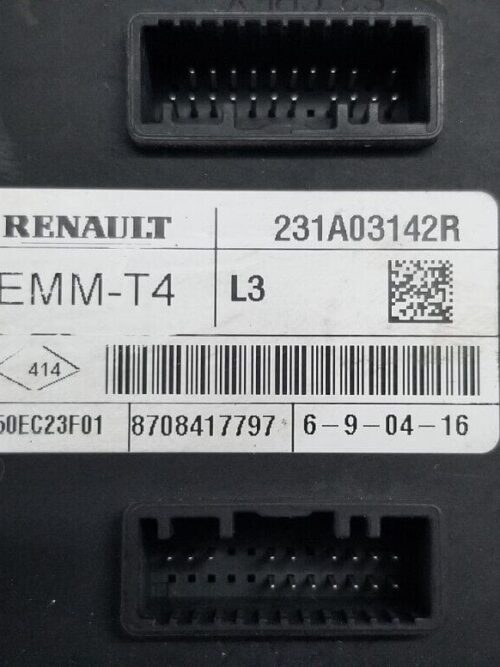 RENAULT 231A03142R
EMM-T4 L3
414
50EC23F01 8708417797 6-9-04-16